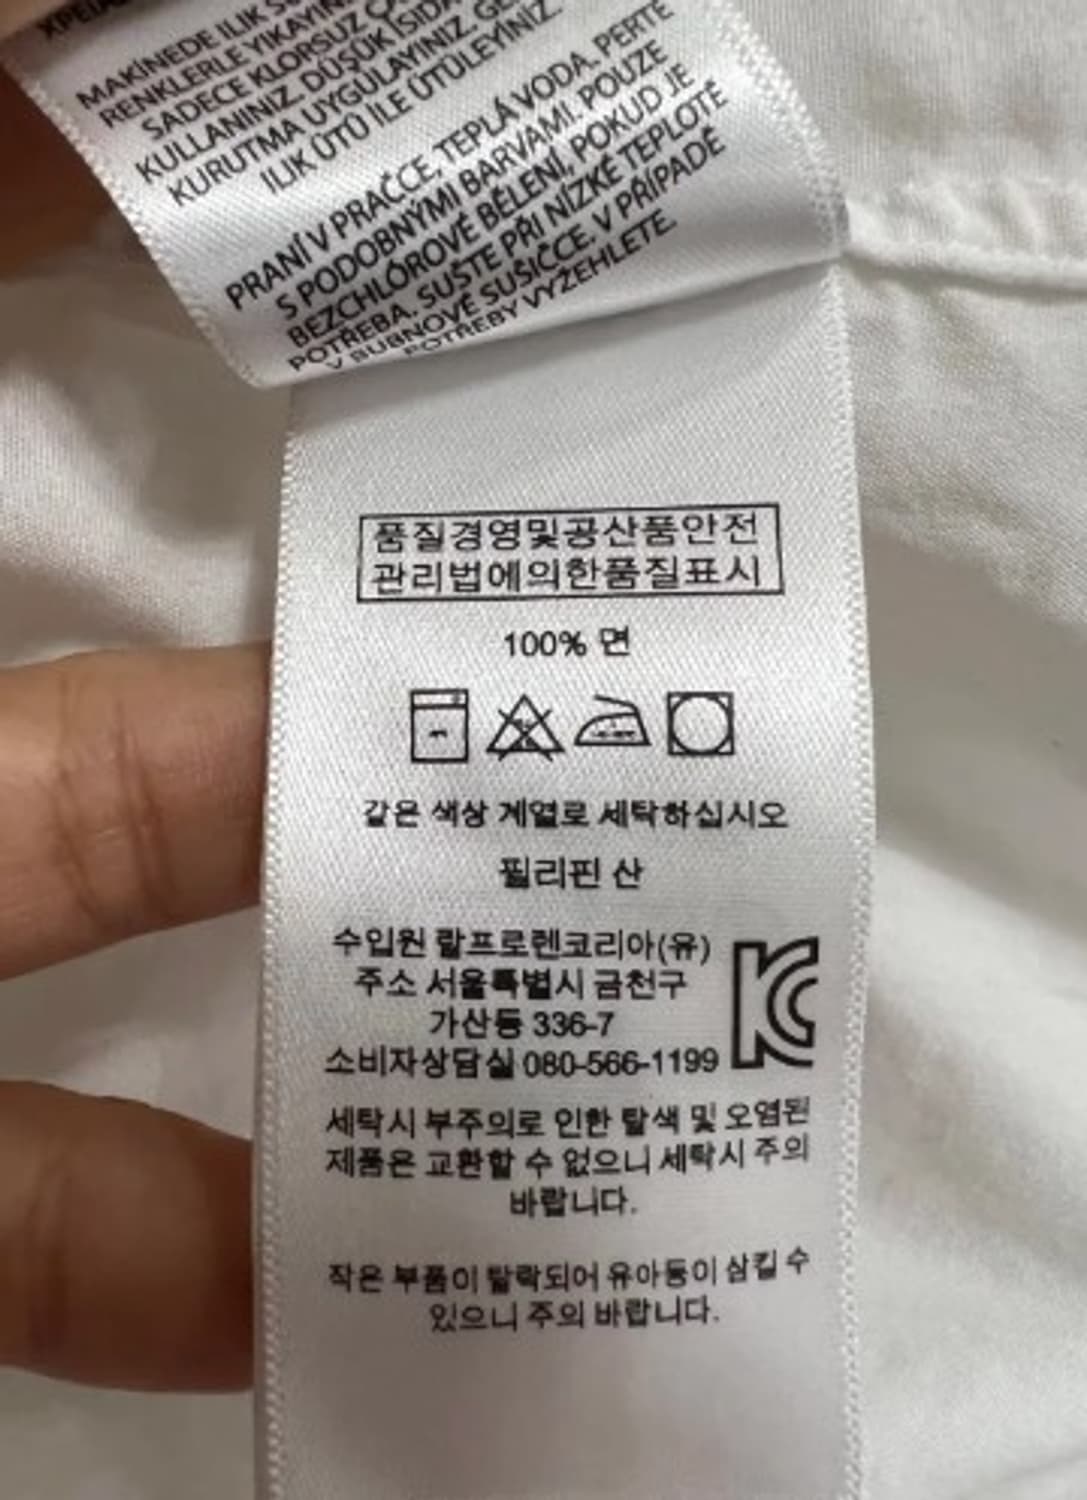 MAKİNEDE ILIK
RENKLERLE YIKAYIN
SADECE KLORSUZ
KULLANINIZ. DÜŞÜK ISIDA
KURUTMA UYGULAYINIZ.
ILIK ÜTÜ İLE ÜTÜLEYİNİZ.
PRANÍ V PRAČCE, TEPLÁ VODA. PERTE
S PODOBNÝMI BARVAMI. POUZE
BEZCHLÓROVÉ BĚLENÍ, POKUD JE
POTŘEBA. SUŠTE PŘI NÍZKÉ TEPLOTĚ
V BUBNOVÉ SUŠIČCE. V PŘÍPADĚ
POTŘEBY VYŽEHLETE.
품질경영및공산품안전
관리법에의한품질표시
100% 면
같은 색상 계열로 세탁하십시오
필리핀 산
수입원 랄프로렌코리아(유)
주소 서울특별시 금천구
가산동 336-7
소비자상담실 080-566-1199
KC
세탁시 부주의로 인한 탈색 및 오염된
제품은 교환할 수 없으니 세탁시 주의
바랍니다.
작은 부품이 탈락되어 유아등이 삼킬 수
있으니 주의 바랍니다.